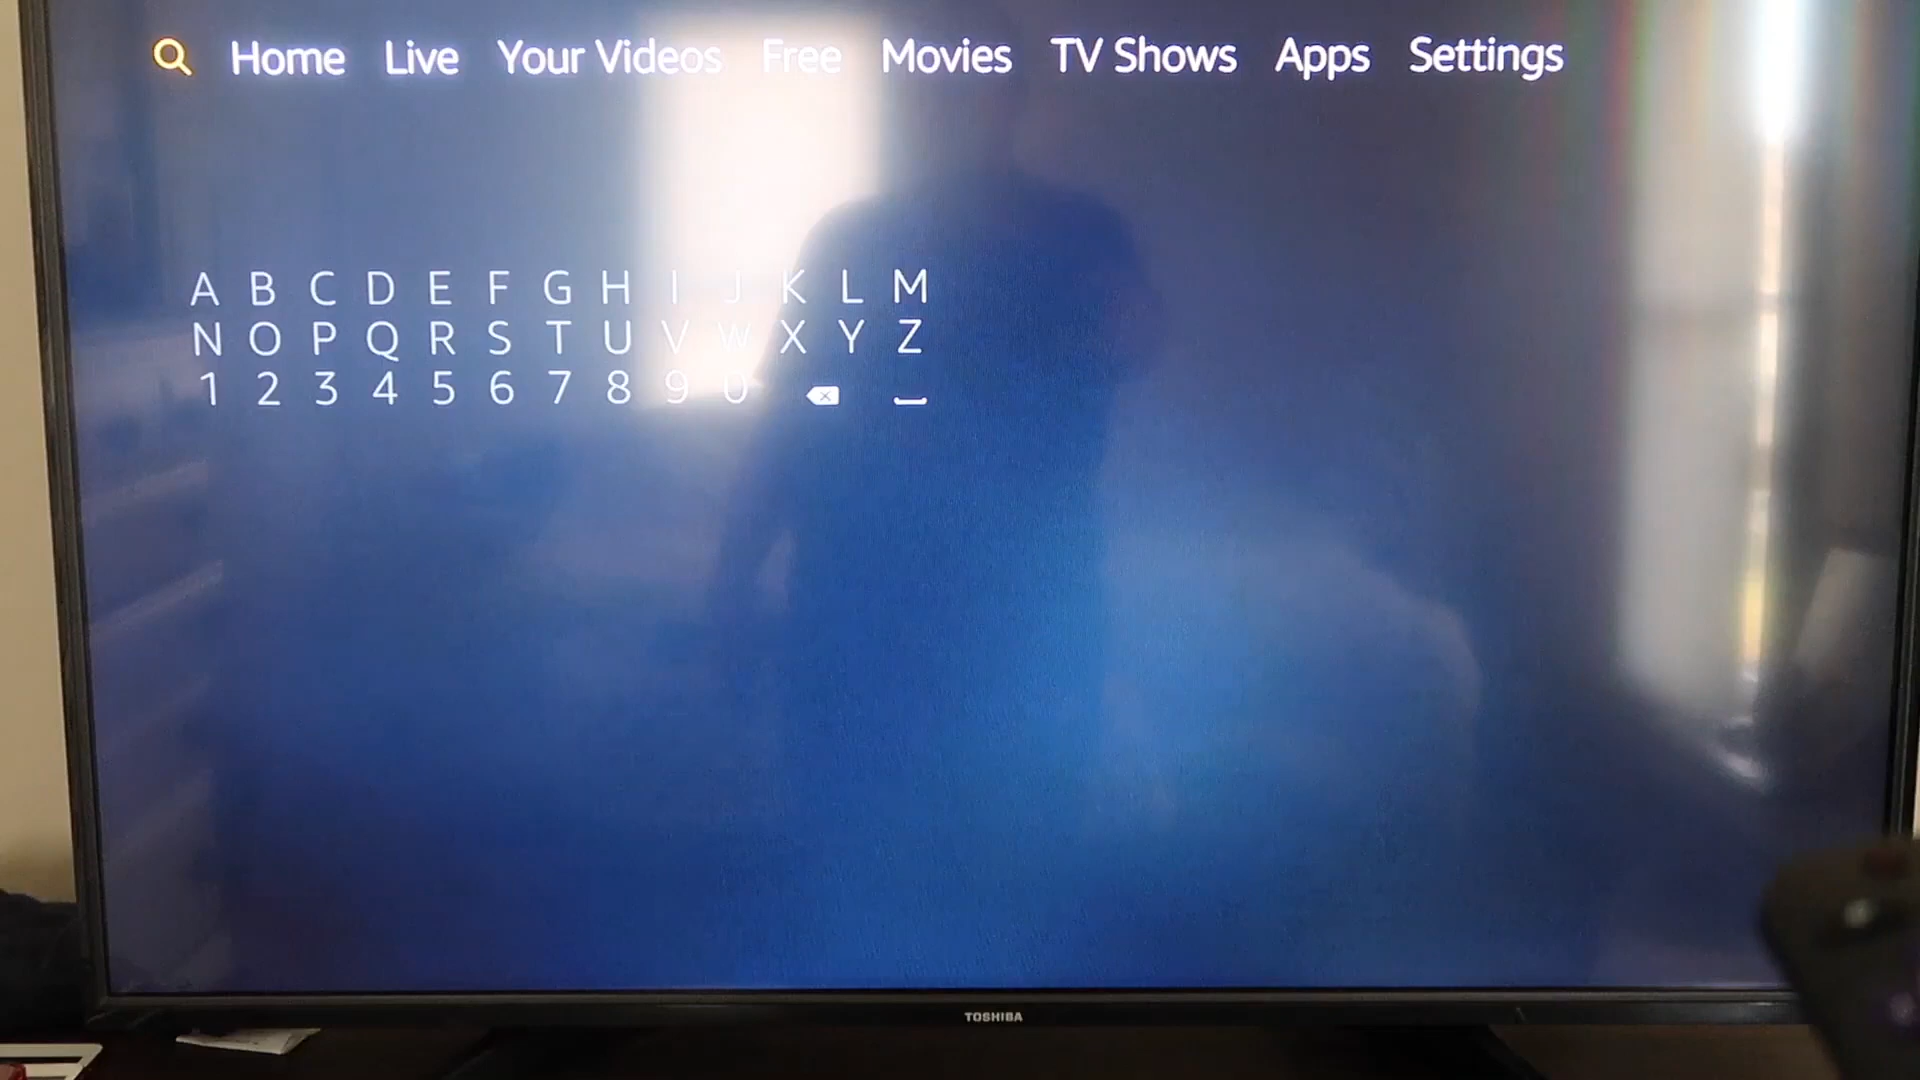 Home Live Your Videos Free Movies TV Shows Apps Settings
A B C D E F G H I J K L M
N O P Q R S T U V W X Y Z
1 2 3 4 5 6 7 8 9 0
TOSHIBA